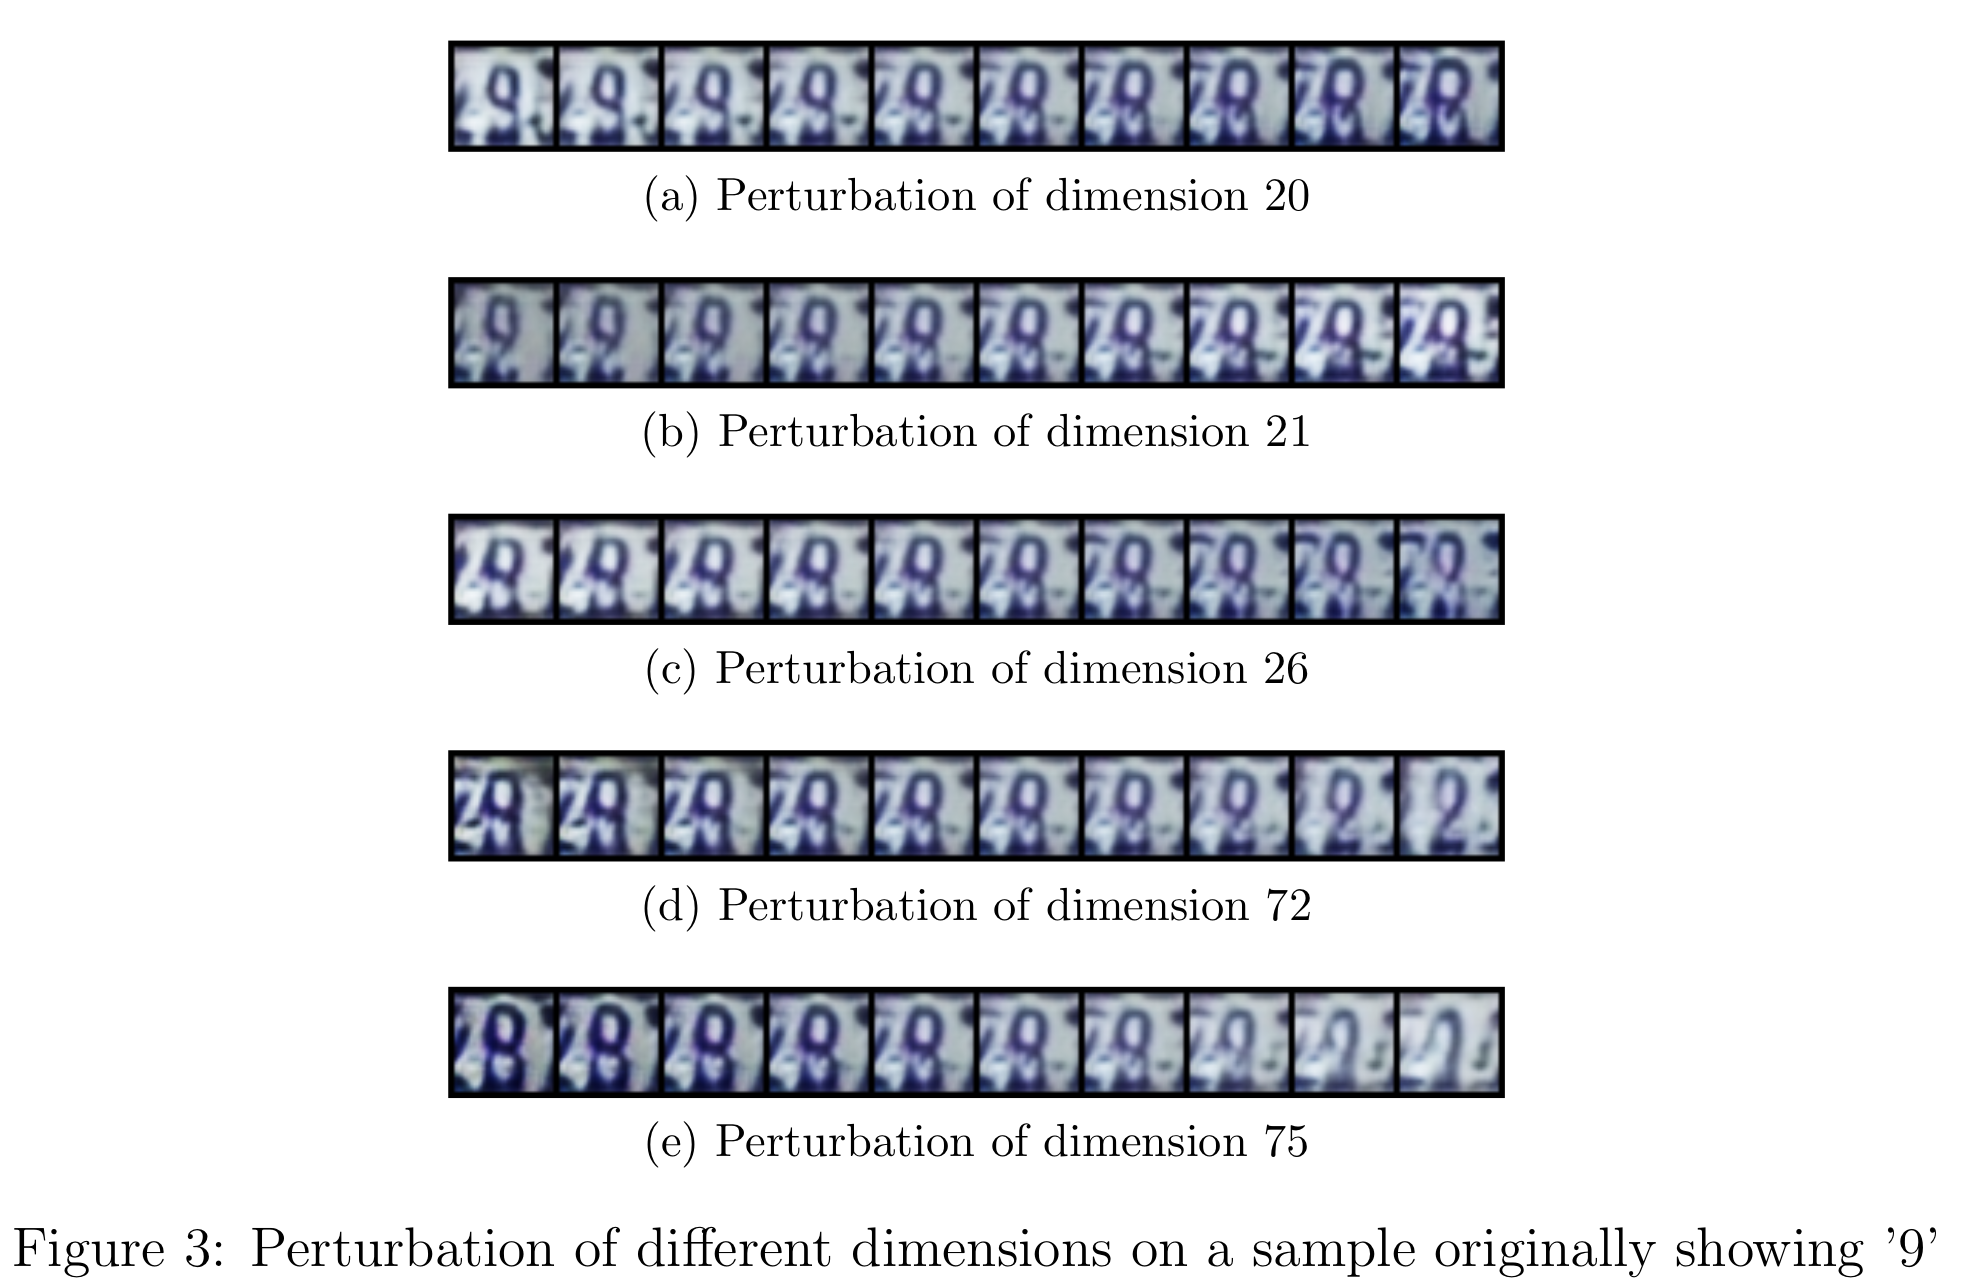 (a) Perturbation of dimension 20
(b) Perturbation of dimension 21
(c) Perturbation of dimension 26
(d) Perturbation of dimension 72
(e) Perturbation of dimension 75
Figure 3: Perturbation of different dimensions on a sample originally showing ’9’